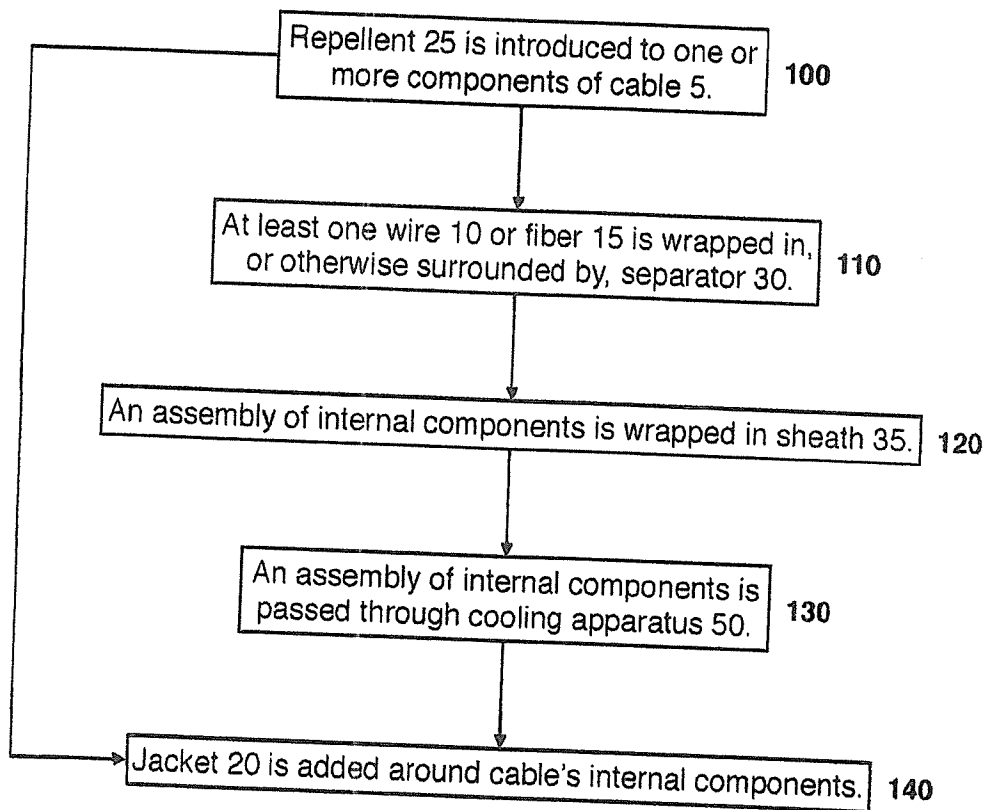 Repellent 25 is introduced to one or
more components of cable 5.
100
At least one wire 10 or fiber 15 is wrapped in,
or otherwise surrounded by, separator 30.
110
An assembly of internal components is wrapped in sheath 35.
120
An assembly of internal components is
passed through cooling apparatus 50.
130
Jacket 20 is added around cable's internal components.
140